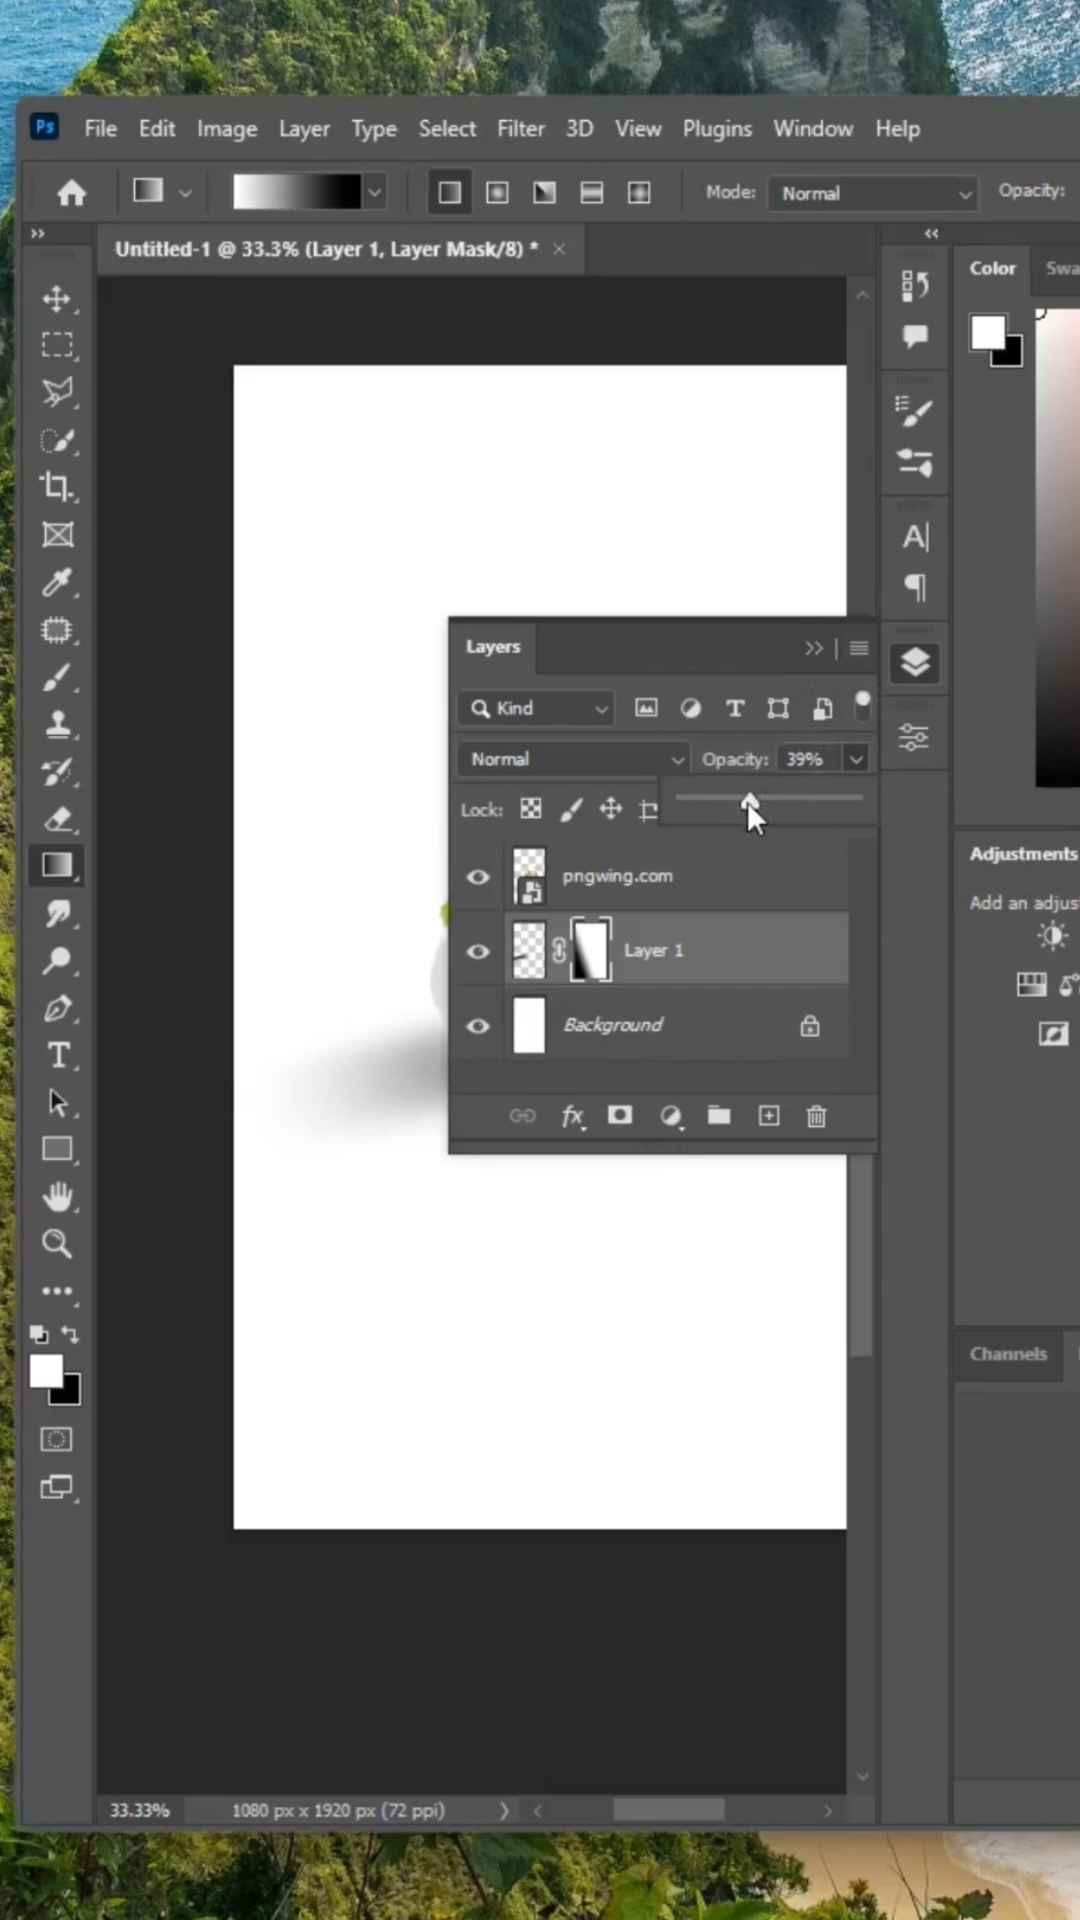 Ps File Edit Image Layer Type Select Filter 3D View Plugins Window Help
Mode: Normal Opacity:
Untitled-1 @ 33.3% (Layer 1, Layer Mask/8) *
Color Swa
Layers
Kind
Normal Opacity: 39%
Lock:
pngwing.com
Layer 1
Background
fx
Adjustments
Add an adjus
Channels
33.33% 1080 px x 1920 px (72 ppi)